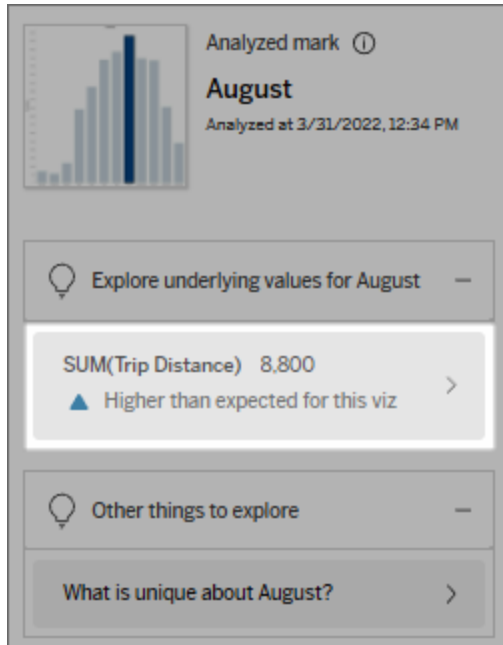 Analyzed mark
August
Analyzed at 3/31/2022, 12:34 PM
Explore underlying values for August
SUM(Trip Distance) 8,800
Higher than expected for this viz
Other things to explore
What is unique about August?